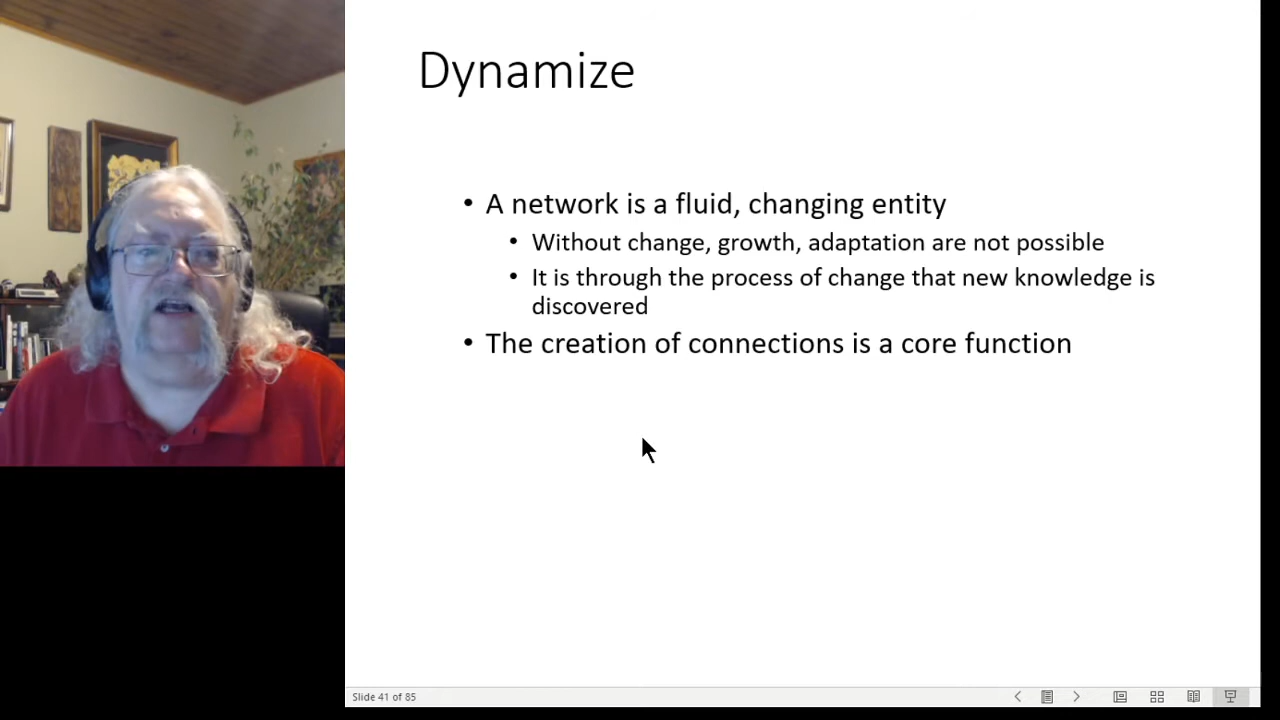 Dynamize
• A network is a fluid, changing entity
• Without change, growth, adaptation are not possible
• It is through the process of change that new knowledge is
discovered
• The creation of connections is a core function
Slide 41 of 85